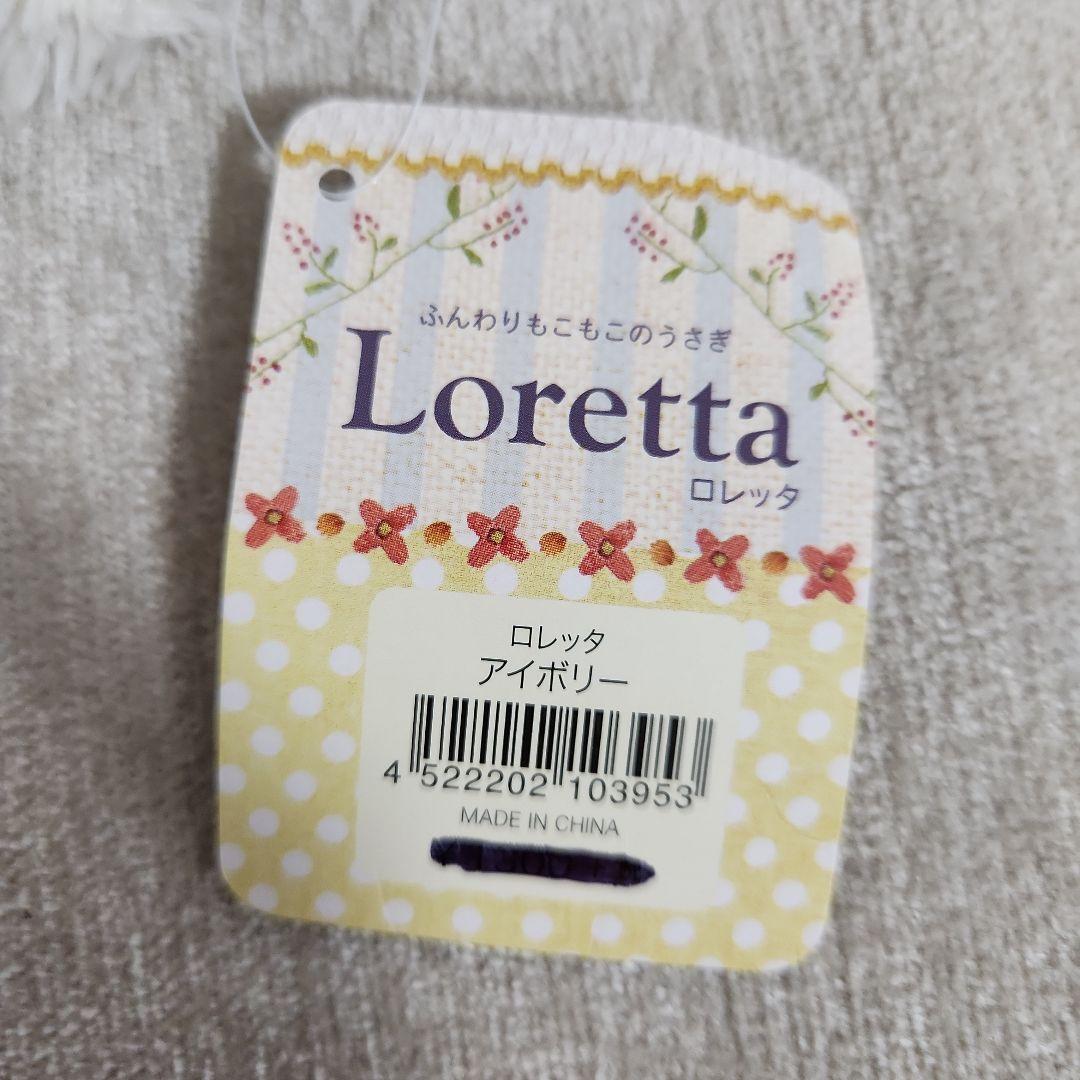 ふんわりもこもこのうさぎ
Loretta
ロレッタ
ロレッタ
アイボリー
4 522202 103953
MADE IN CHINA